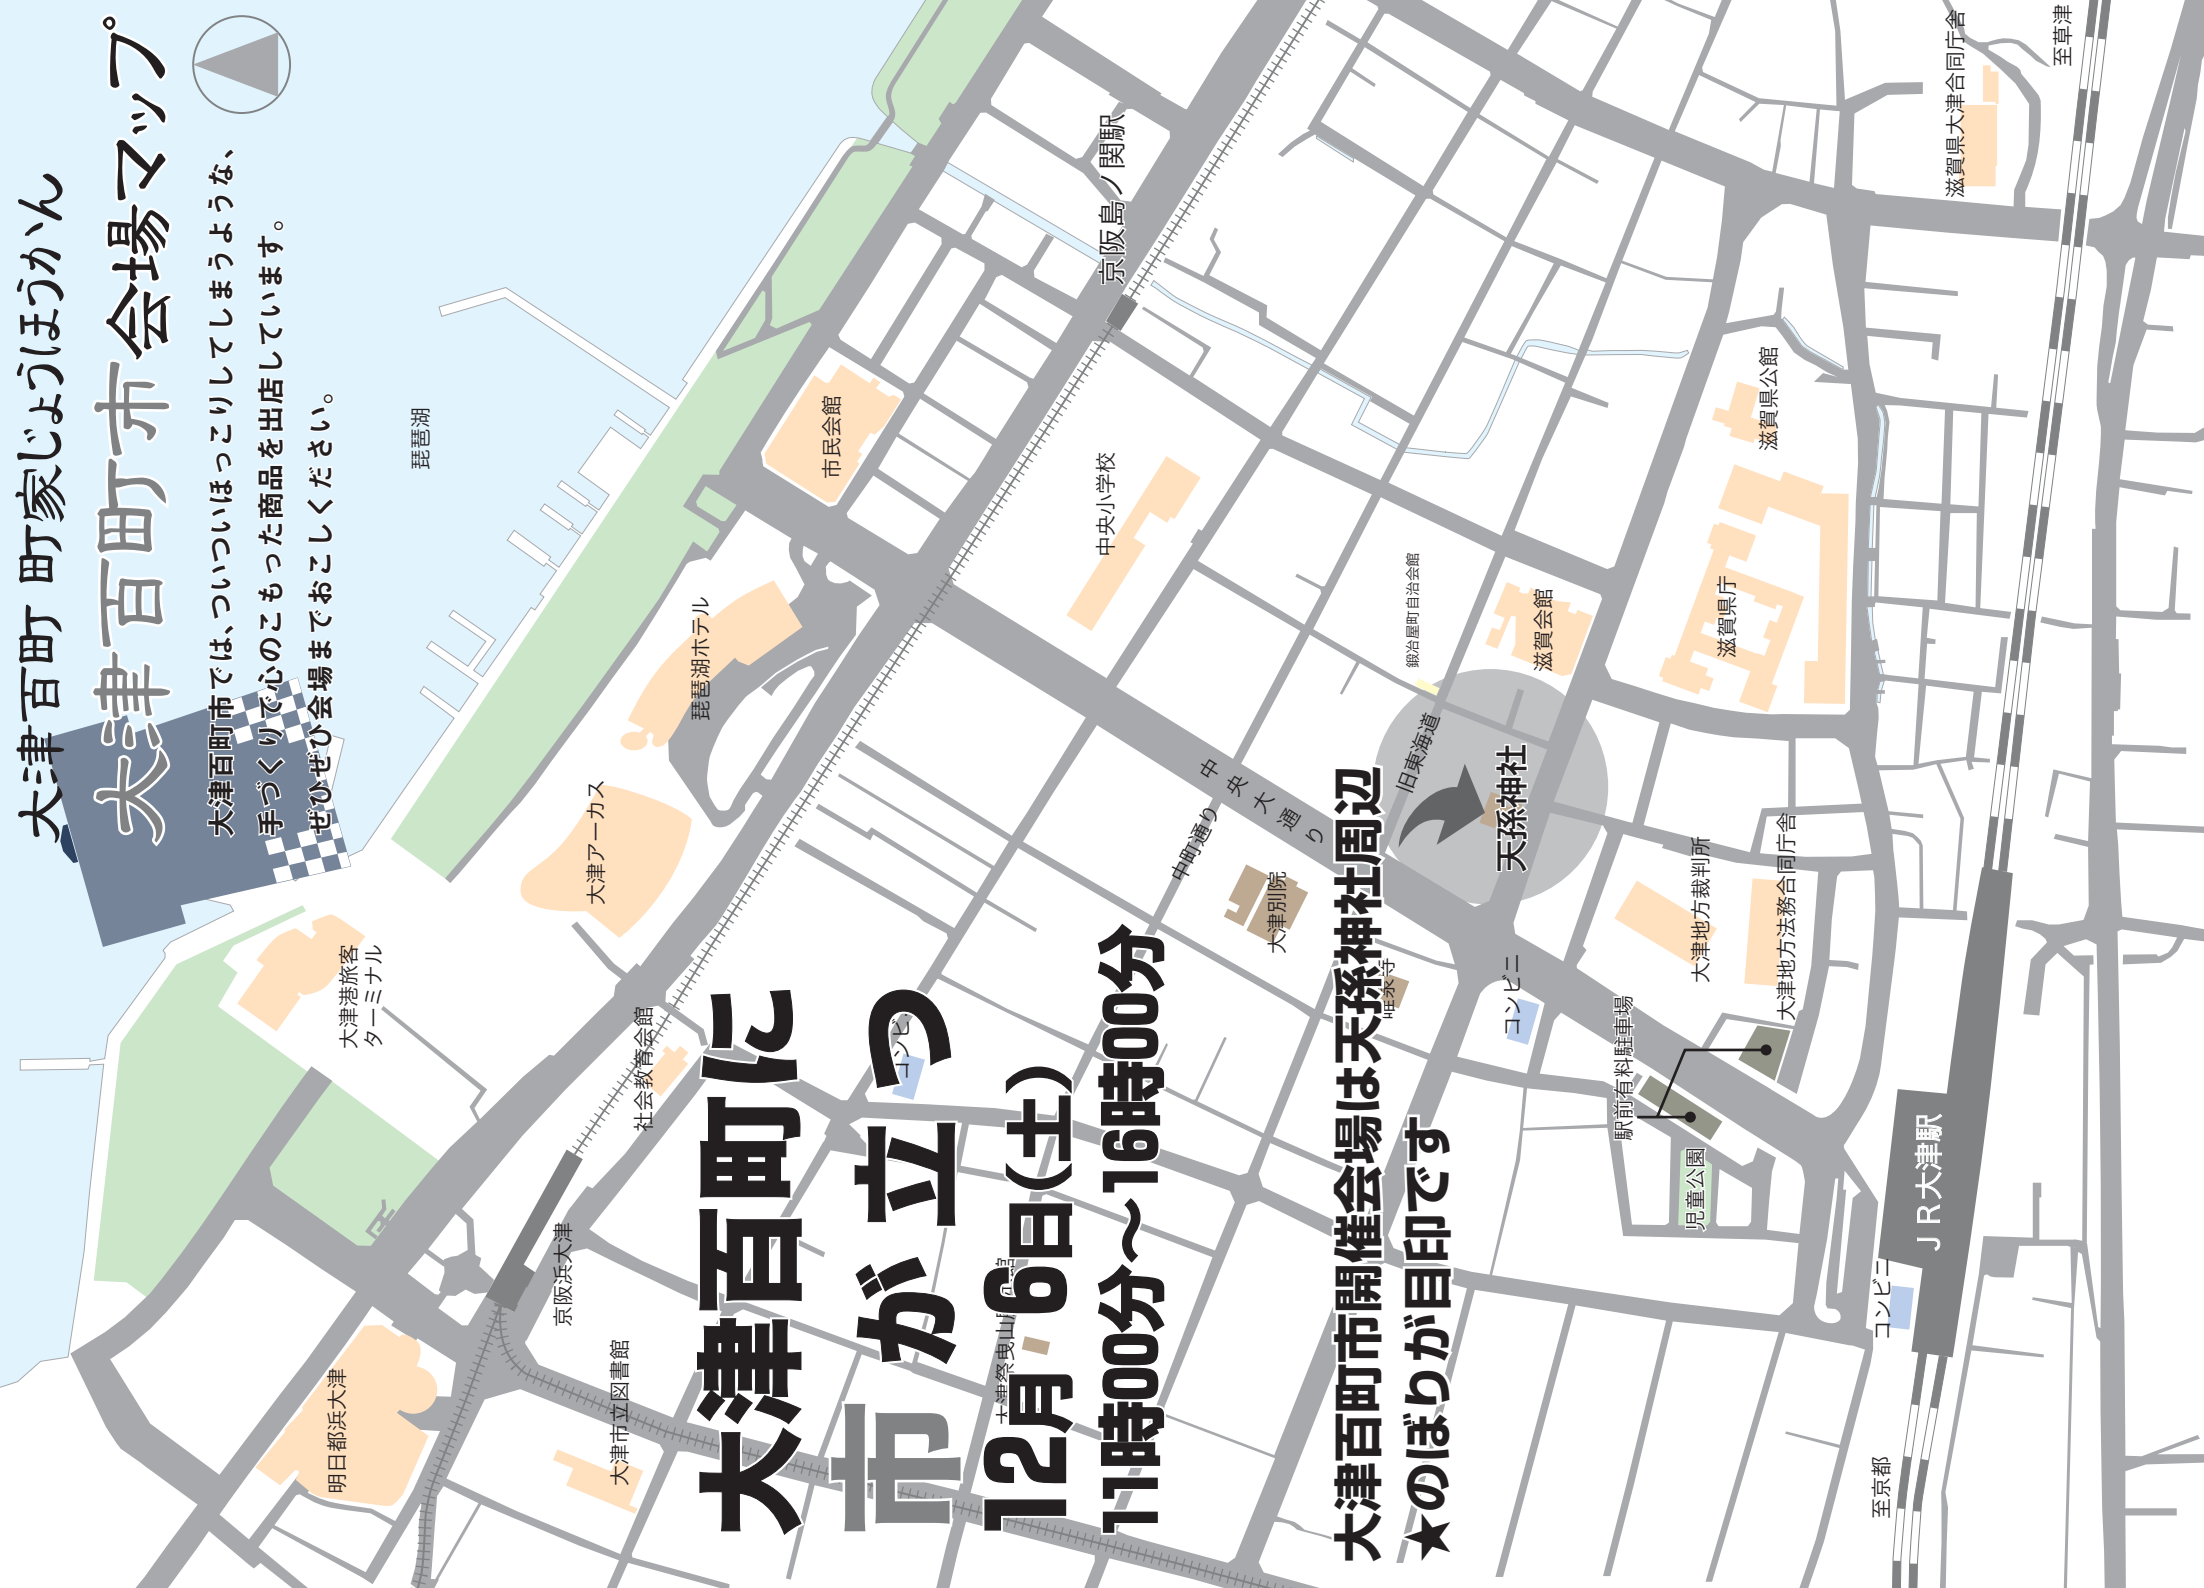 大津百町 町家じょうほうかん
大津百町市会場マップ
大津百町市では、ついついほっこりしてしまうような、
手づくりで心のこもった商品を出店しています。
ぜひぜひ会場までおこしください。
琵琶湖
大津港旅客
ターミナル
明日都浜大津
京阪浜大津
大津市立図書館
社会教育会館
大津アーカス
琵琶湖ホテル
市民会館
京阪島ノ関駅
中央小学校
大津百町に
市が立つ
12月6日(土)
11時00分〜16時00分
コンビ
大津祭曳山
館
中町通り
中央大通り
大津別院
大津百町市開催会場は天孫神社周辺
★のぼりが目印です
旧東海道
鍛冶屋町自治会館
天孫神社
滋賀会館
コンビニ
駅前有料駐車場
児童公園
大津地方裁判所
大津地方法務合同庁舎
滋賀県庁
滋賀県公館
滋賀県大津合同庁舎
コンビニ
JR大津駅
至京都
至草津